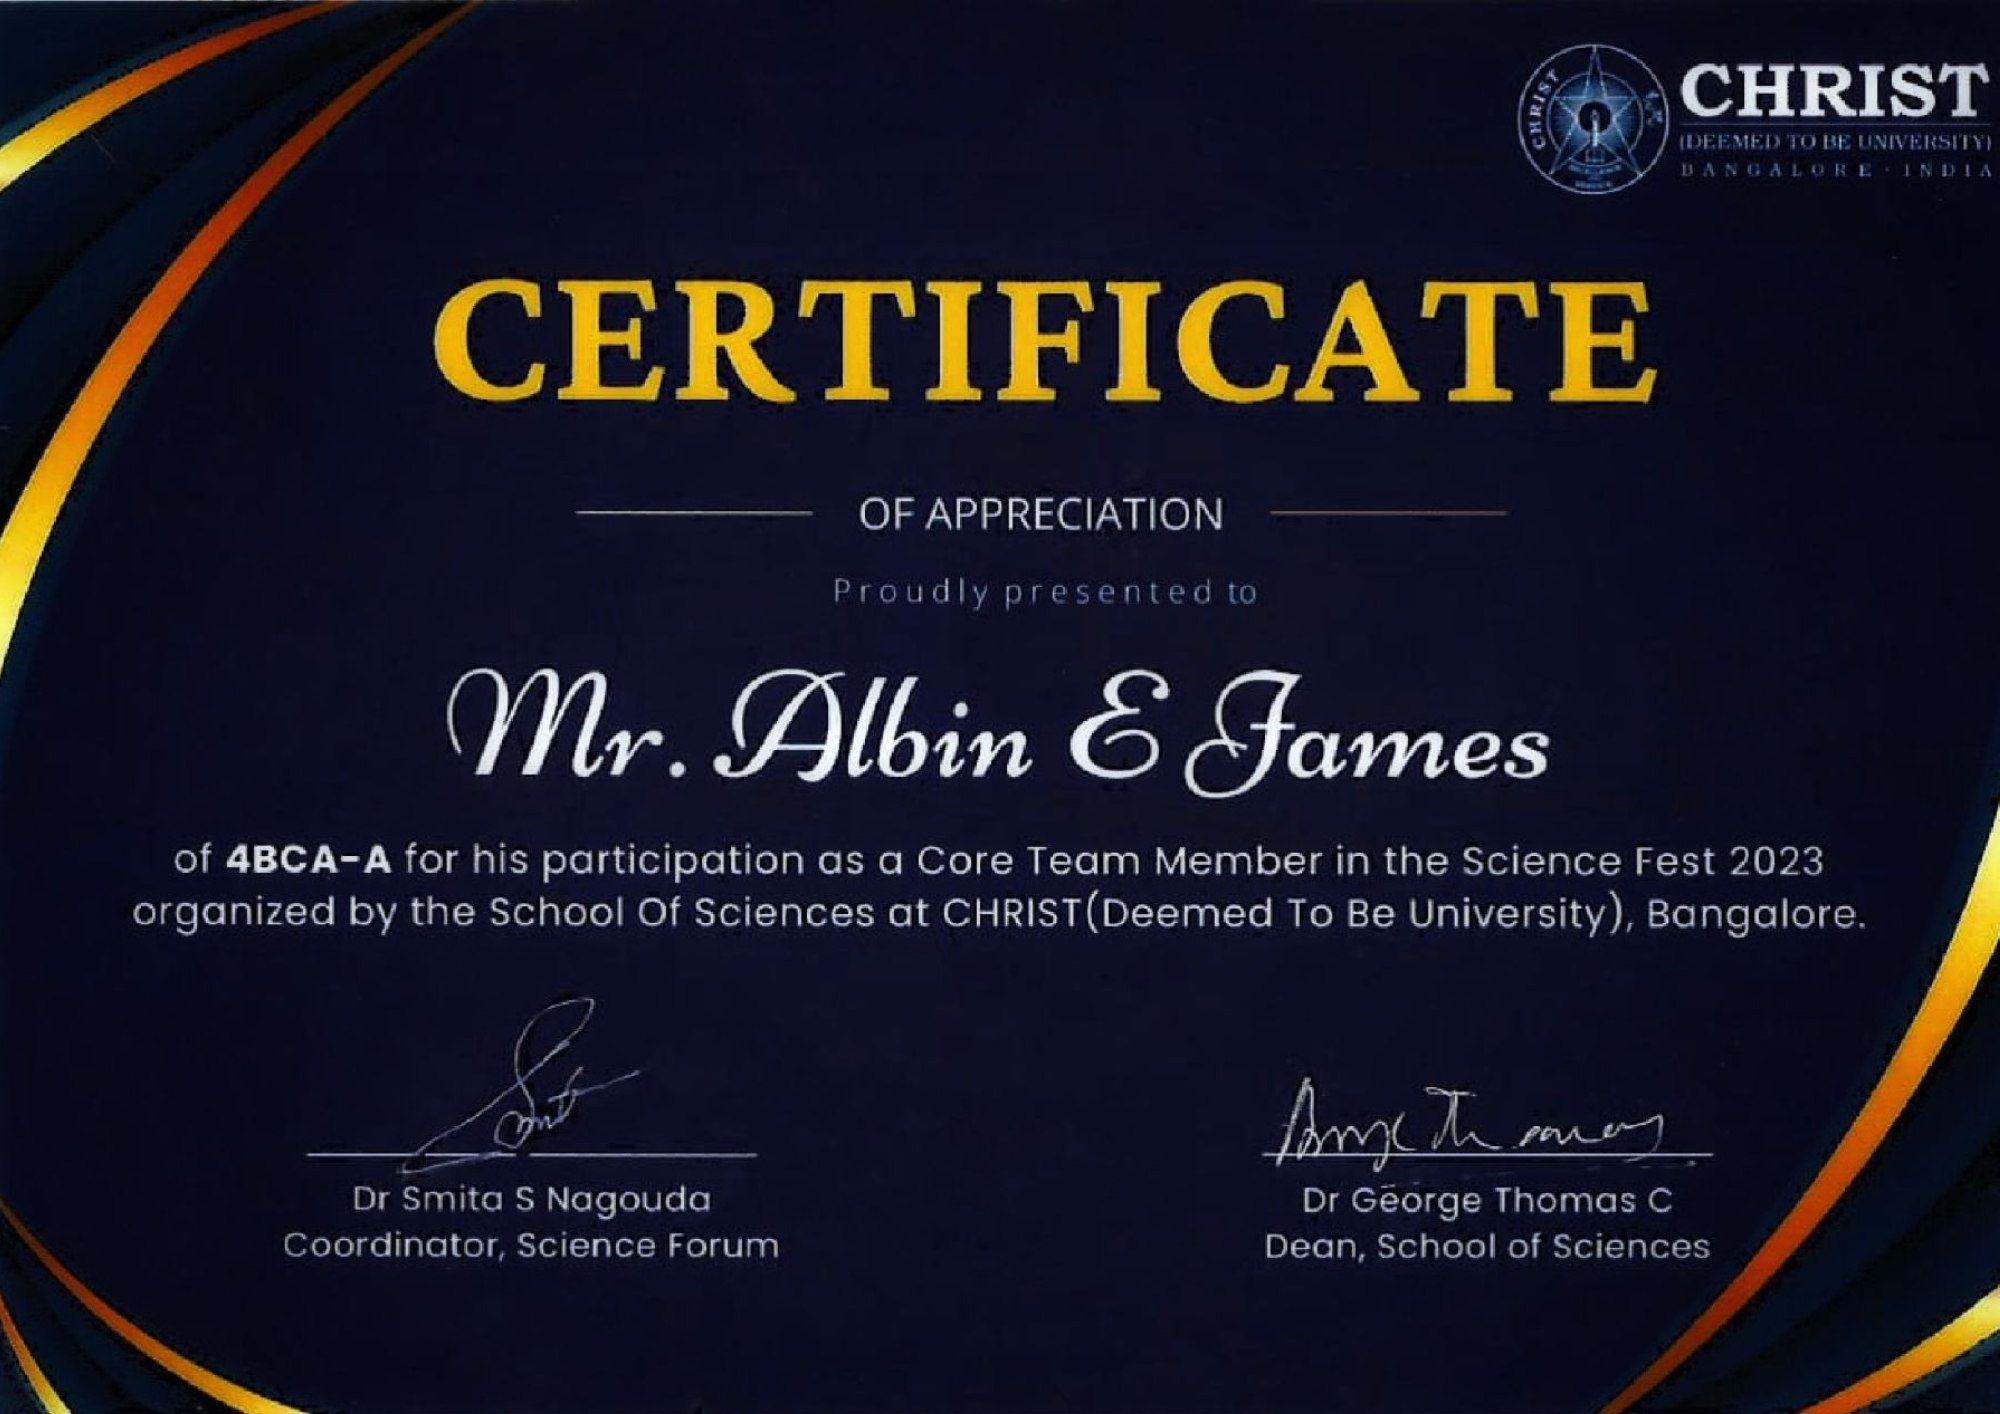 CHRIST
CHRIST
(DEEMED TO BE UNIVERSITY)
BANGALORE · INDIA
CERTIFICATE
OF APPRECIATION
Proudly presented to
Mr. Albin E James
of 4BCA-A for his participation as a Core Team Member in the Science Fest 2023
organized by the School Of Sciences at CHRIST(Deemed To Be University), Bangalore.
Dr Smita S Nagouda
Coordinator, Science Forum
Dr George Thomas C
Dean, School of Sciences